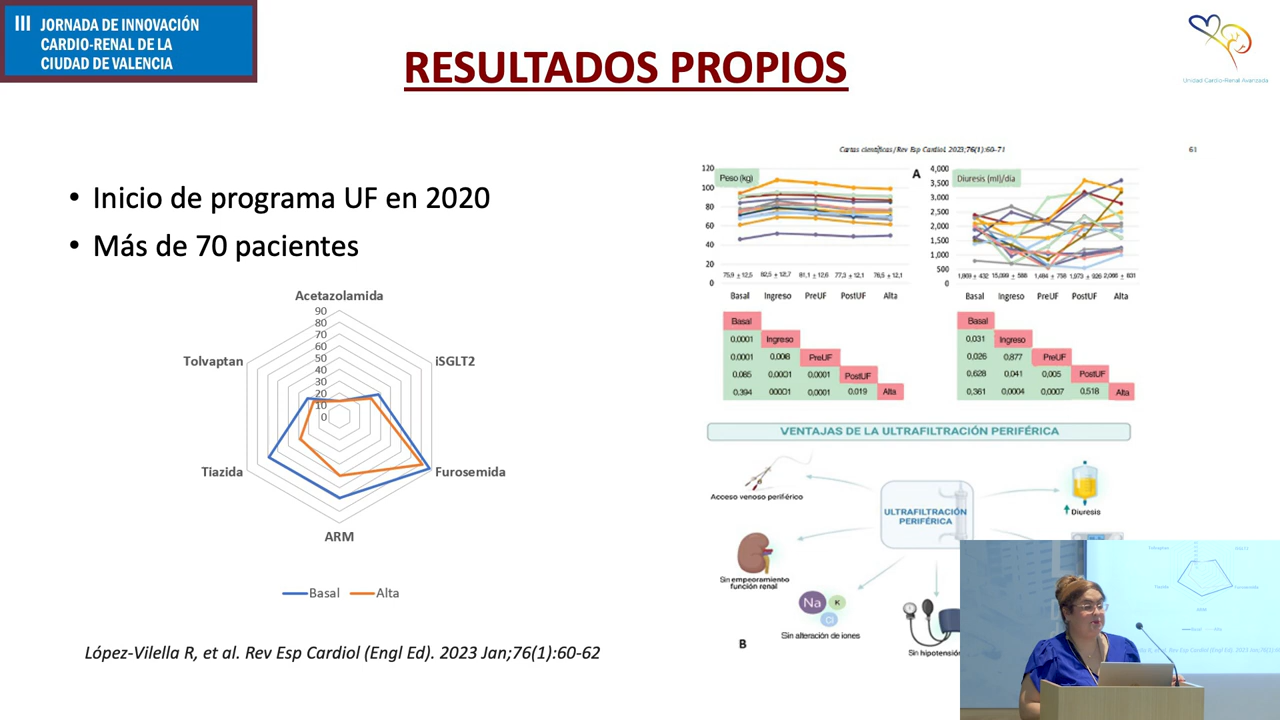 III JORNADA DE INNOVACIÓN
CARDIO-RENAL DE LA
CIUDAD DE VALENCIA
RESULTADOS PROPIOS
Unidad Cardio-Renal Avanzada
• Inicio de programa UF en 2020
• Más de 70 pacientes
Acetazolamida
90
80
70
60
50
40
30
20
10
0
Tolvaptan
iSGLT2
Tiazida
Furosemida
ARM
Basal
Alta
López-Vilella R, et al. Rev Esp Cardiol (Engl Ed). 2023 Jan;76(1):60-62
Cartas científicas / Rev Esp Cardiol. 2023;76(1):60-71
61
120
100
80
60
40
20
0
Peso (kg)
75,9 ± 12,5 82,5 ± 12,7 81,1 ± 12,6 77,3 ± 12,1 76,5 ± 12,1
Basal Ingreso PreUF PostUF Alta
A
4,000
3,500
3,000
2,500
2,000
1,500
1,000
500
0
Diuresis (ml)/día
1,869 ± 432 15,099 ± 588 1,484 ± 758 1,973 ± 926 2,066 ± 631
Basal Ingreso PreUF PostUF Alta
Basal
0,0001 Ingreso
0,0001 0,008 PreUF
0,085 0,0001 0,0001 PostUF
0,394 00001 0,0001 0,019 Alta
Basal
0,031 Ingreso
0,026 0,877 PreUF
0,628 0,041 0,005 PostUF
0,361 0,0004 0,0007 0,518 Alta
VENTAJAS DE LA ULTRAFILTRACIÓN PERIFÉRICA
Acceso venoso periférico
ULTRAFILTRACIÓN
PERIFÉRICA
Diuresis
Sin empeoramiento
función renal
Na
K
Cl
Sin alteración de iones
B
Tolvaptan
Tiazida
Furosemida
ARM